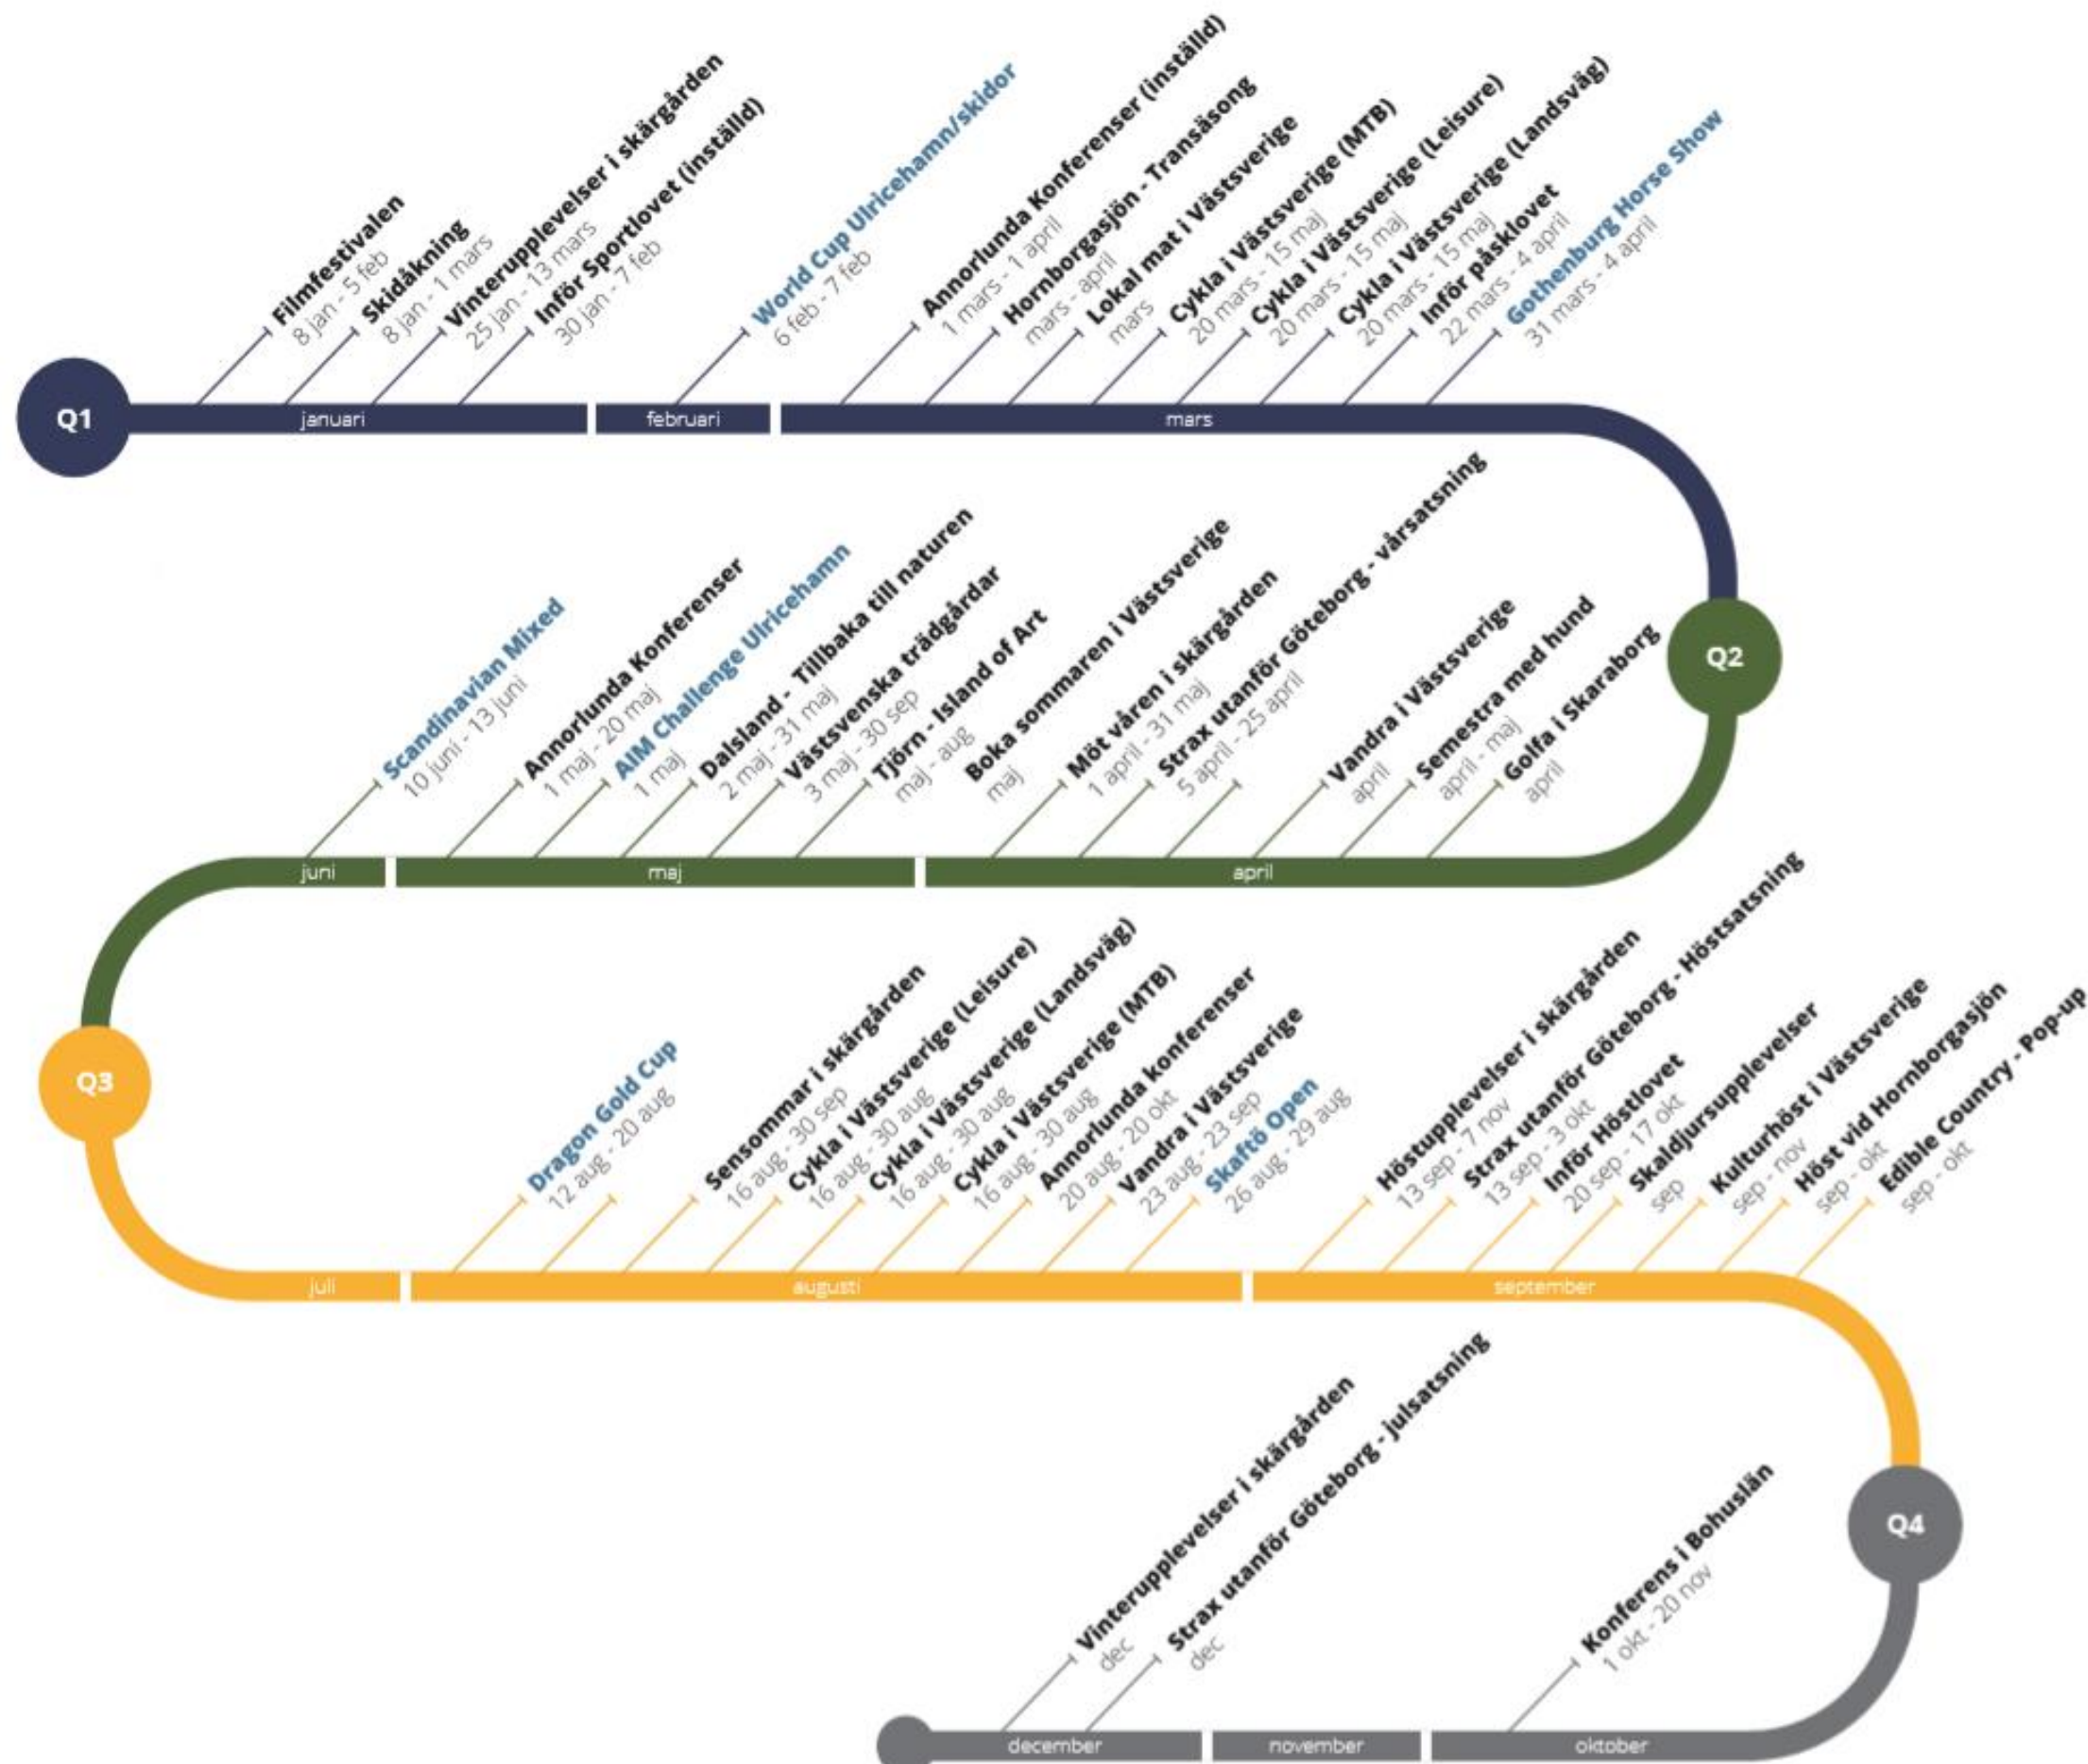 Q1
Filmfestivalen
8 jan - 5 feb
Skidåkning
8 jan - 1 mars
Vinterupplevelser i skärgården
25 jan - 13 mars
Inför Sportlovet (inställd)
30 jan - 7 feb
World Cup Ulricehamn/skidor
6 feb - 7 feb
Annorlunda Konferenser (inställd)
1 mars - 1 april
Hornborgasjön - Transäsong
mars - april
Lokal mat i Västsverige
mars
Cykla i Västsverige (MTB)
20 mars - 15 maj
Cykla i Västsverige (Leisure)
20 mars - 15 maj
Cykla i Västsverige (Landsväg)
20 mars - 15 maj
Inför påsklovet
22 mars - 4 april
Gothenburg Horse Show
31 mars - 4 april
januari
februari
mars
Q2
Scandinavian Mixed
10 juni - 13 juni
Annorlunda Konferenser
1 maj - 20 maj
AIM Challenge Ulricehamn
1 maj
Dalsland - Tillbaka till naturen
2 maj - 31 maj
Västsvenska trädgårdar
3 maj - 30 sep
Tjörn - Island of Art
maj - aug
Boka sommaren i Västsverige
maj
Möt våren i skärgården
1 april - 31 maj
Strax utanför Göteborg - vårsatsning
5 april - 25 april
Vandra i Västsverige
april
Semestra med hund
april - maj
Golfa i Skaraborg
april
juni
maj
april
Q3
Dragon Gold Cup
12 aug - 20 aug
Sensommar i skärgården
16 aug - 30 sep
Cykla i Västsverige (Leisure)
16 aug - 30 aug
Cykla i Västsverige (Landsväg)
16 aug - 30 aug
Cykla i Västsverige (MTB)
16 aug - 30 aug
Annorlunda konferenser
20 aug - 20 okt
Vandra i Västsverige
23 aug - 23 sep
Skaftö Open
26 aug - 29 aug
Höstupplevelser i skärgården
13 sep - 7 nov
Strax utanför Göteborg - Höstsatsning
13 sep - 3 okt
Inför Höstlovet
20 sep - 17 okt
Skaldjursupplevelser
sep
Kulturhöst i Västsverige
sep - nov
Höst vid Hornborgasjön
sep - okt
Edible Country - Pop-up
sep - okt
juli
augusti
september
Q4
Vinterupplevelser i skärgården
dec
Strax utanför Göteborg - julsatsning
dec
Konferens i Bohuslän
1 okt - 20 nov
december
november
oktober